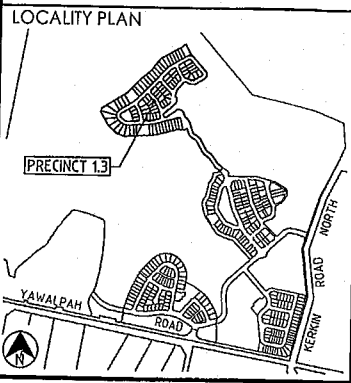 LOCALITY PLAN
PRECINCT 1.3
YAWALPAH
ROAD
KERKIN
ROAD
NORTH
N